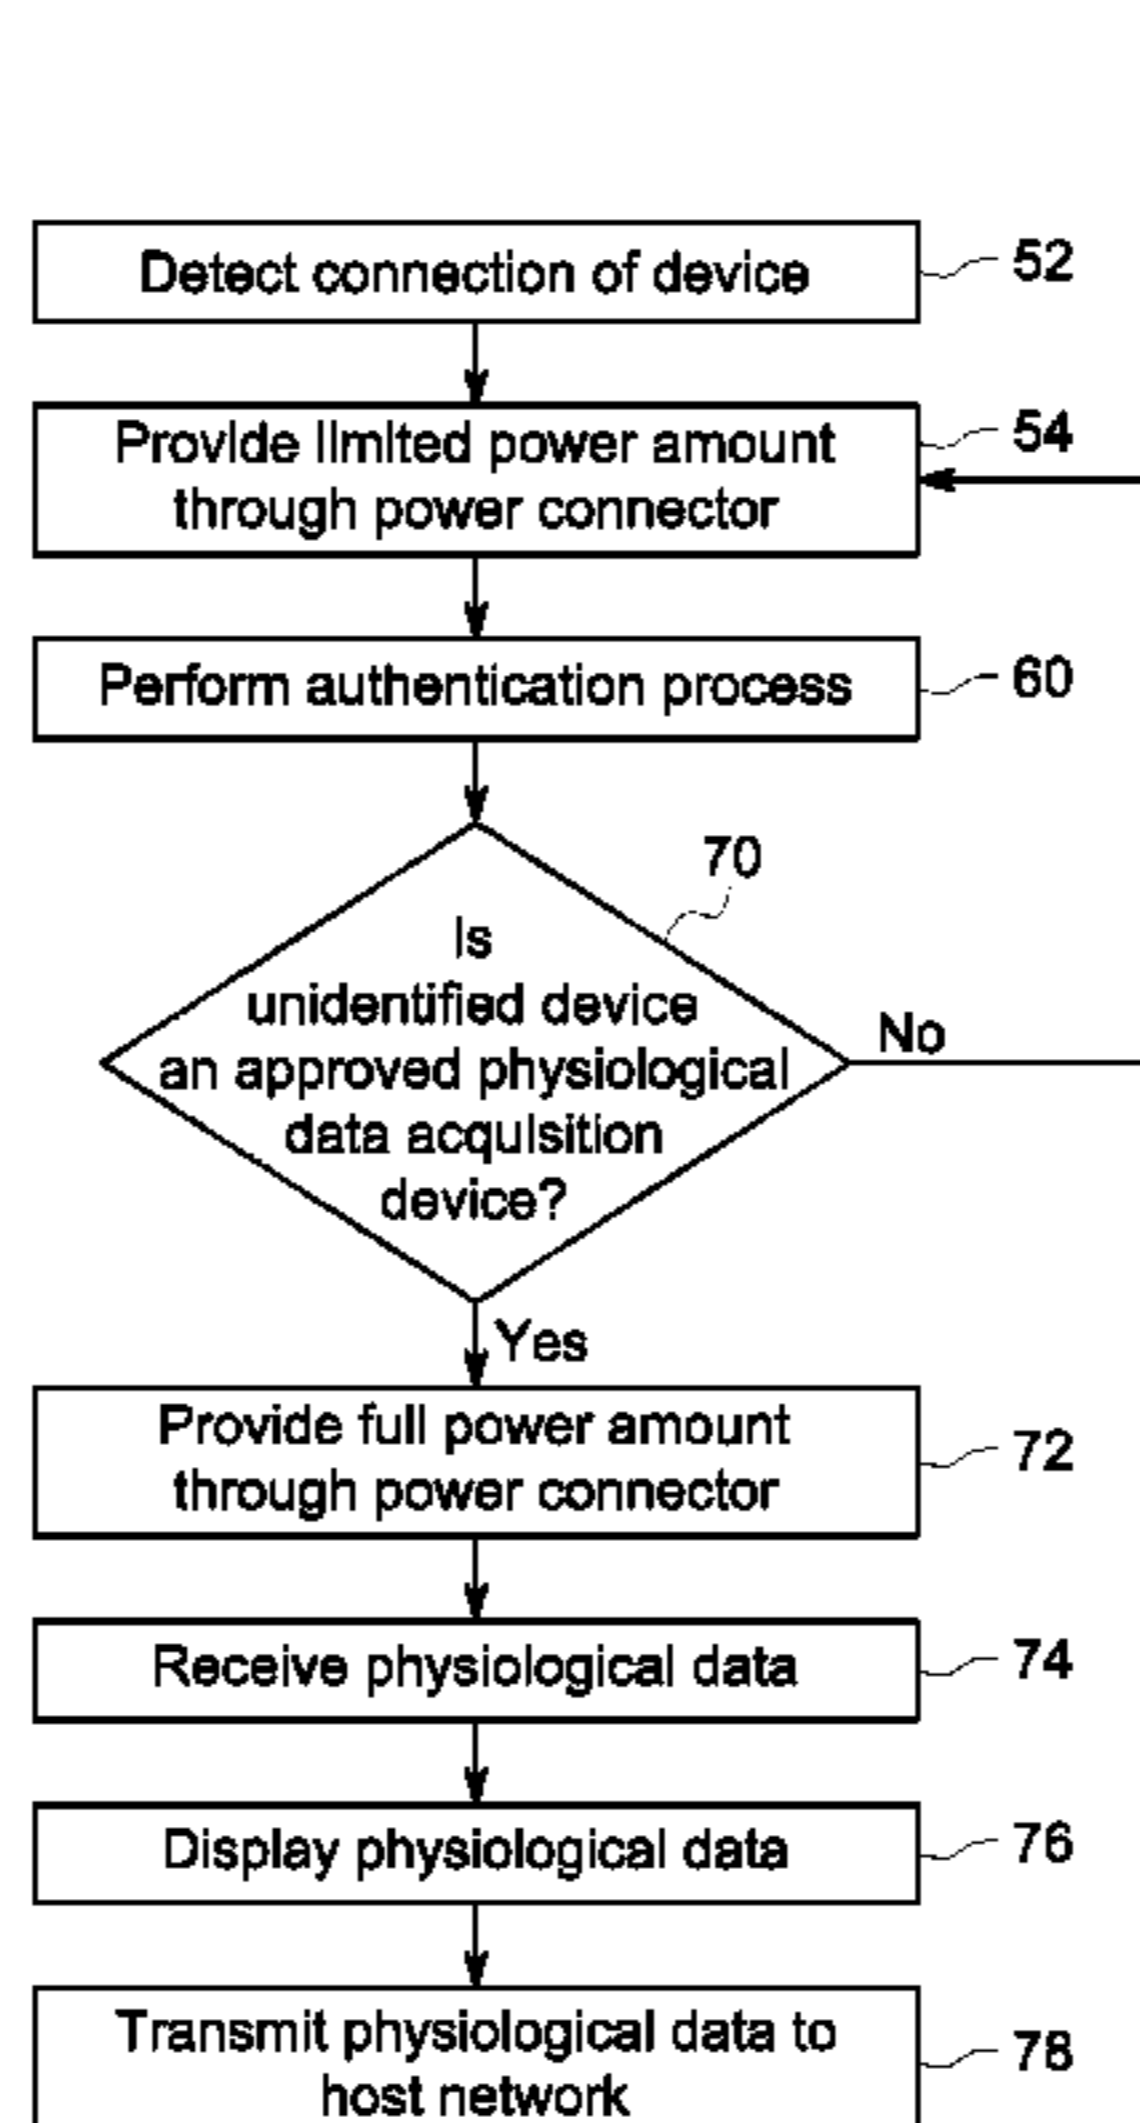 Detect connection of device
52
Provide limited power amount
through power connector
54
Perform authentication process
60
70
Is
unidentified device
an approved physiological
data acquisition
device?
No
Yes
Provide full power amount
through power connector
72
Receive physiological data
74
Display physiological data
76
Transmit physiological data to
host network
78